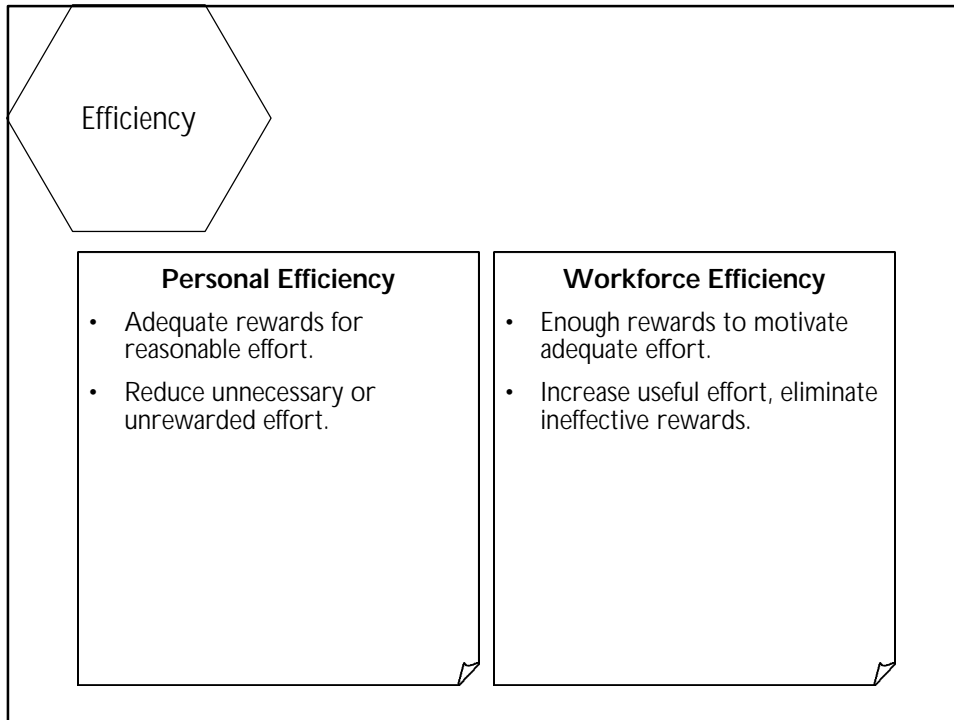 Efficiency
Personal Efficiency
• Adequate rewards for
reasonable effort.
• Reduce unnecessary or
unrewarded effort.
Workforce Efficiency
• Enough rewards to motivate
adequate effort.
• Increase useful effort, eliminate
ineffective rewards.